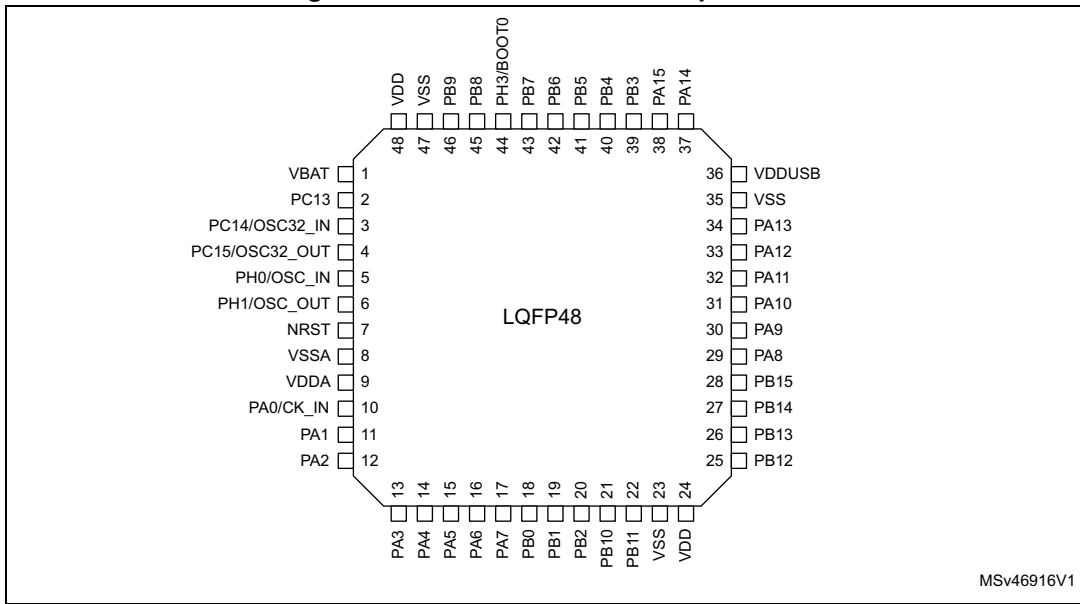 VDD
VSS
PB9
PB8
PH3/BOOT0
PB7
PB6
PB5
PB4
PB3
PA15
PA14
48
47
46
45
44
43
42
41
40
39
38
37
VBAT 1
PC13 2
PC14/OSC32_IN 3
PC15/OSC32_OUT 4
PH0/OSC_IN 5
PH1/OSC_OUT 6
NRST 7
VSSA 8
VDDA 9
PA0/CK_IN 10
PA1 11
PA2 12
LQFP48
36 VDDUSB
35 VSS
34 PA13
33 PA12
32 PA11
31 PA10
30 PA9
29 PA8
28 PB15
27 PB14
26 PB13
25 PB12
13
14
15
16
17
18
19
20
21
22
23
24
PA3
PA4
PA5
PA6
PA7
PB0
PB1
PB2
PB10
PB11
VSS
VDD
MSv46916V1